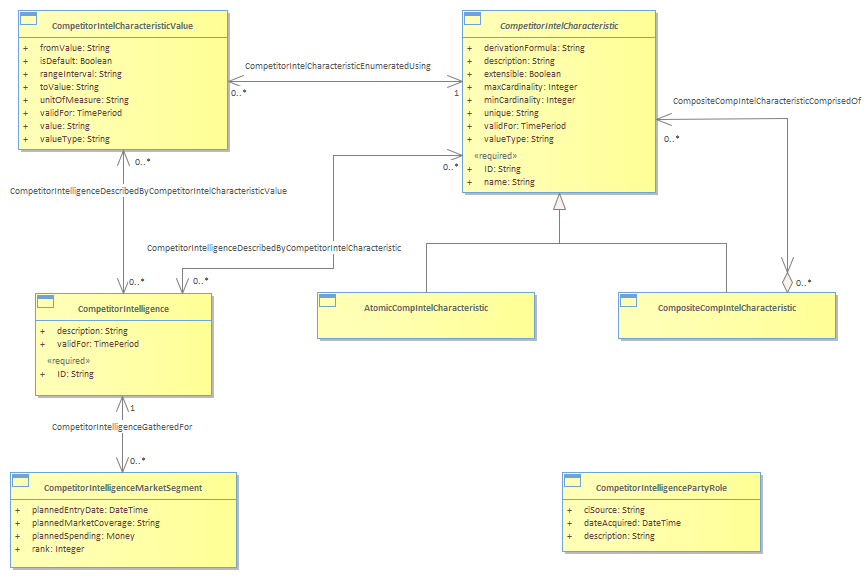 CompetitorIntelCharacteristicValue
+ fromValue: String
+ isDefault: Boolean
+ rangeInterval: String
+ toValue: String
+ unitOfMeasure: String
+ validFor: TimePeriod
+ value: String
+ valueType: String
CompetitorIntelCharacteristicEnumeratedUsing
0..*
1
CompetitorIntelCharacteristic
+ derivationFormula: String
+ description: String
+ extensible: Boolean
+ maxCardinality: Integer
+ minCardinality: Integer
+ unique: String
+ validFor: TimePeriod
+ valueType: String
«required»
+ ID: String
+ name: String
CompositeCompIntelCharacteristicComprisedOf
0..*
0..*
0..*
CompetitorIntelligenceDescribedByCompetitorIntelCharacteristicValue
0..*
CompetitorIntelligenceDescribedByCompetitorIntelCharacteristic
0..*
0..*
CompetitorIntelligence
+ description: String
+ validFor: TimePeriod
«required»
+ ID: String
AtomicCompIntelCharacteristic
CompositeCompIntelCharacteristic
1
CompetitorIntelligenceGatheredFor
0..*
CompetitorIntelligenceMarketSegment
+ plannedEntryDate: DateTime
+ plannedMarketCoverage: String
+ plannedSpending: Money
+ rank: Integer
CompetitorIntelligencePartyRole
+ ciSource: String
+ dateAcquired: DateTime
+ description: String